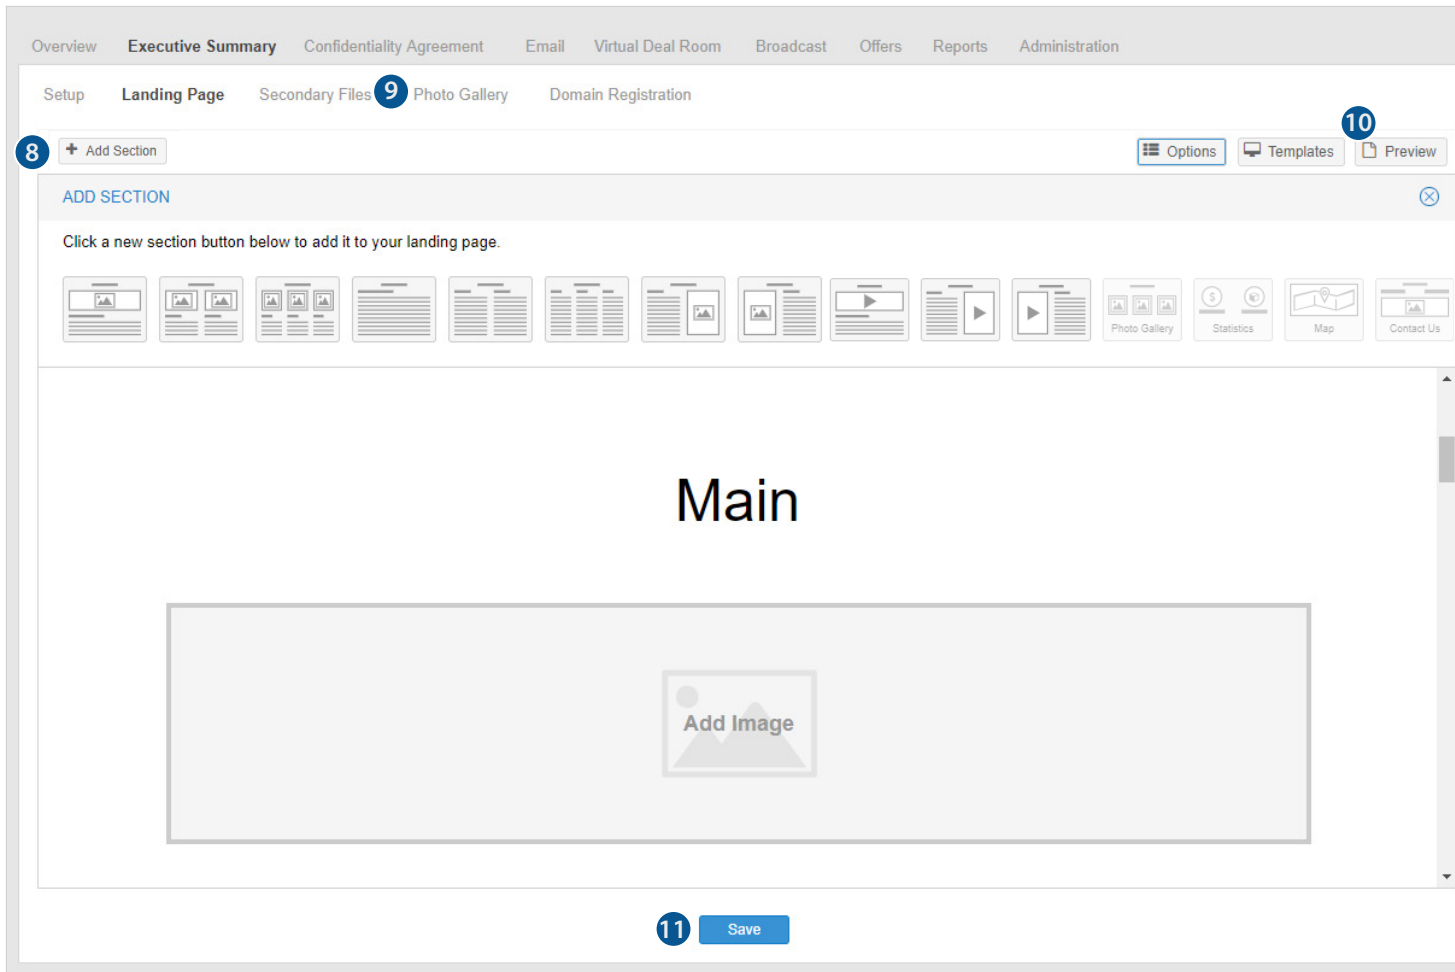 Overview Executive Summary Confidentiality Agreement Email Virtual Deal Room Broadcast Offers Reports Administration
Setup Landing Page Secondary Files 9 Photo Gallery Domain Registration
10
8 + Add Section Options Templates Preview
ADD SECTION
Click a new section button below to add it to your landing page.
Photo Gallery Statistics Map Contact Us
Main
Add Image
11 Save